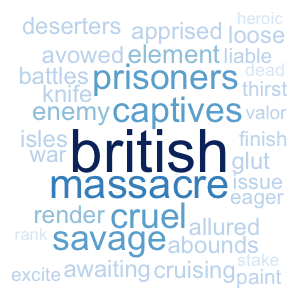 heroic
deserters apprised loose
avowed element liable
battles prisoners dead
knife thirst
enemy captives valor
isles british finish
war glut
massacre issue
eager
render cruel allured
rank savage abounds
stake
excite awaiting cruising paint